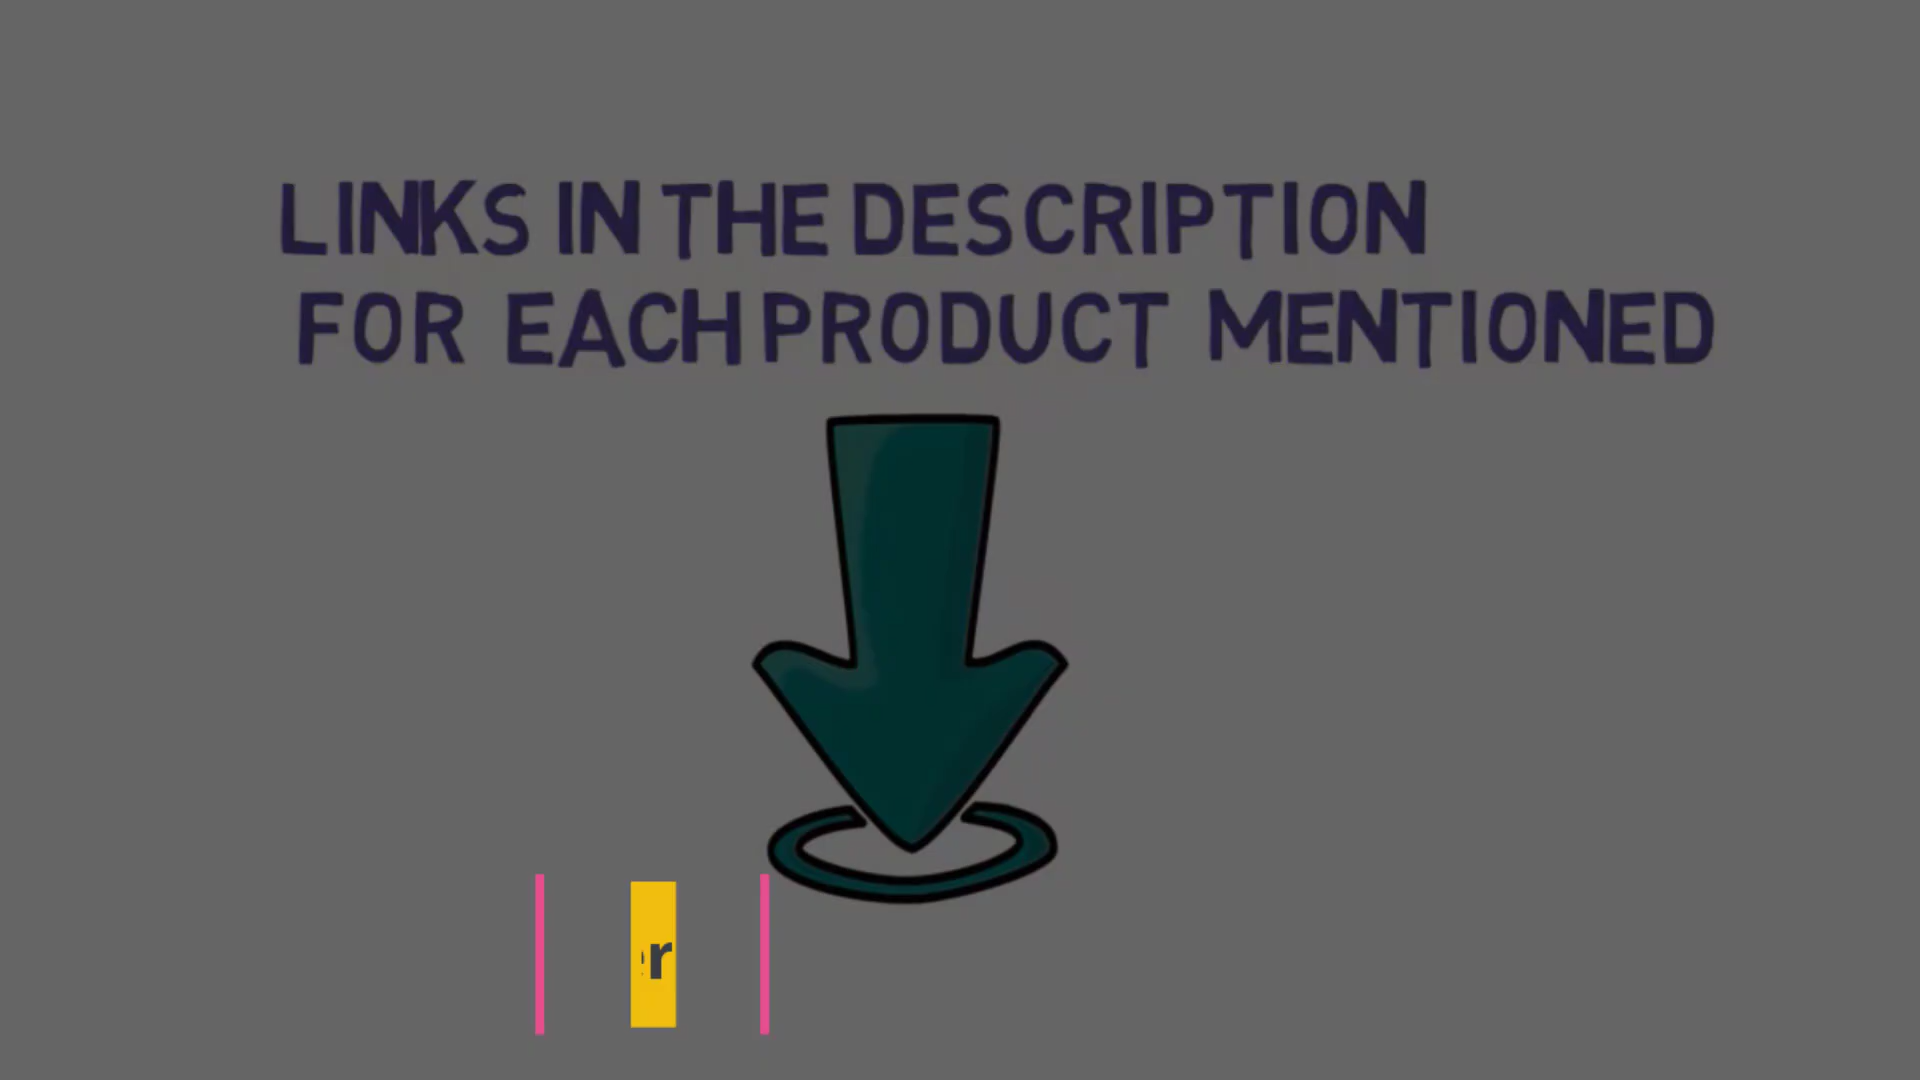 LINKS IN THE DESCRIPTION
FOR EACH PRODUCT MENTIONED